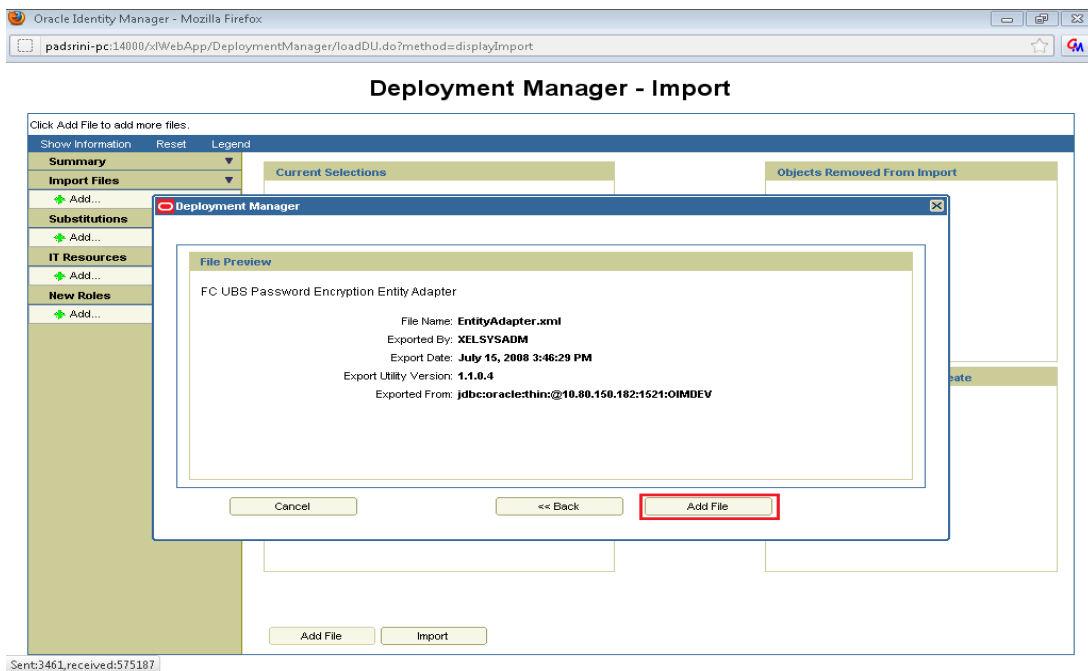 Oracle Identity Manager - Mozilla Firefox
padsrini-pc:14000/xlWebApp/DeploymentManager/loadDU.do?method=displayImport
Deployment Manager - Import
Click Add File to add more files.
Show Information Reset Legend
Summary
Import Files
Add...
Substitutions
Add...
IT Resources
Add...
New Roles
Add...
Current Selections
Objects Removed From Import
eate
Deployment Manager
File Preview
FC UBS Password Encryption Entity Adapter
File Name: EntityAdapter.xml
Exported By: XELSYSADM
Export Date: July 15, 2008 3:46:29 PM
Export Utility Version: 1.1.0.4
Exported From: jdbc:oracle:thin:@10.80.150.182:1521:OIMDEV
Cancel << Back Add File
Add File Import
Sent:3461,received:575187